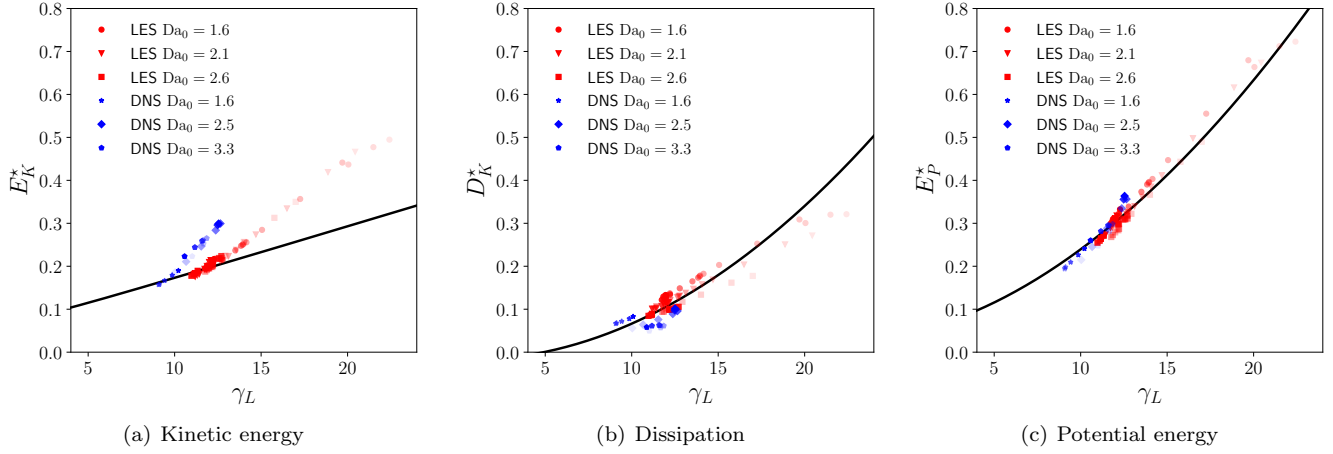 0.8
0.7
0.6
0.5
0.4
0.3
0.2
0.1
0.0
E⋆K
LES Da₀ = 1.6
LES Da₀ = 2.1
LES Da₀ = 2.6
DNS Da₀ = 1.6
DNS Da₀ = 2.5
DNS Da₀ = 3.3
5 10 15 20
γL
(a) Kinetic energy
0.8
0.7
0.6
0.5
0.4
0.3
0.2
0.1
0.0
D⋆K
LES Da₀ = 1.6
LES Da₀ = 2.1
LES Da₀ = 2.6
DNS Da₀ = 1.6
DNS Da₀ = 2.5
DNS Da₀ = 3.3
5 10 15 20
γL
(b) Dissipation
0.8
0.7
0.6
0.5
0.4
0.3
0.2
0.1
0.0
E⋆P
LES Da₀ = 1.6
LES Da₀ = 2.1
LES Da₀ = 2.6
DNS Da₀ = 1.6
DNS Da₀ = 2.5
DNS Da₀ = 3.3
5 10 15 20
γL
(c) Potential energy